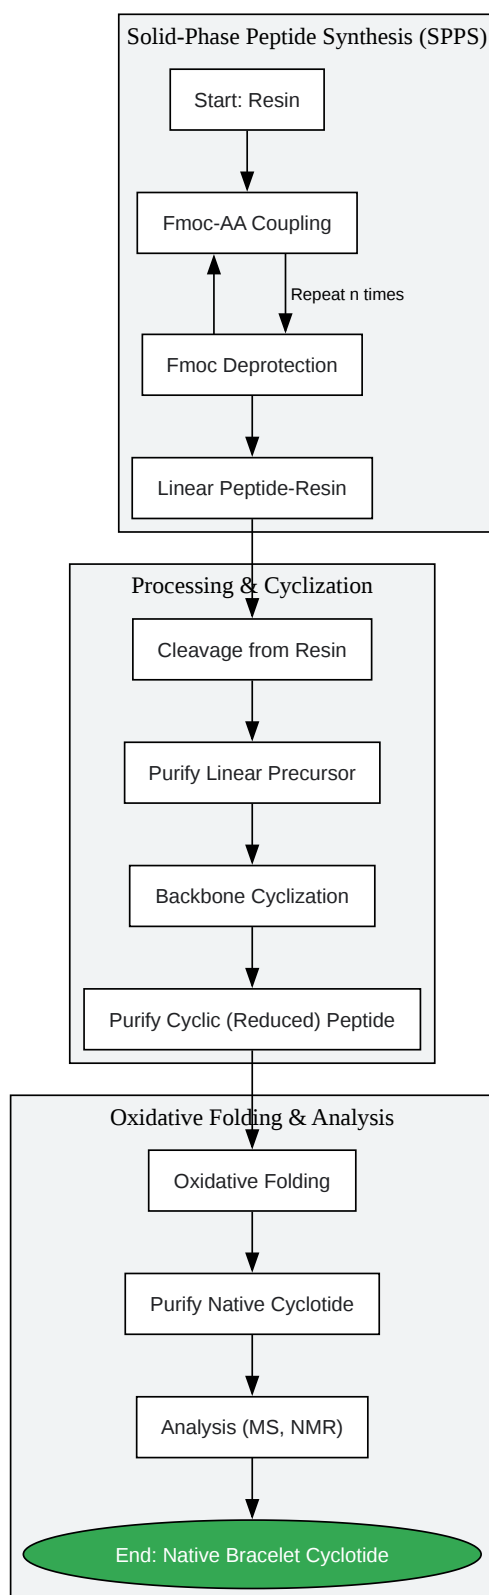 Solid-Phase Peptide Synthesis (SPPS)
Start: Resin
Fmoc-AA Coupling
Repeat n times
Fmoc Deprotection
Linear Peptide-Resin
Processing & Cyclization
Cleavage from Resin
Purify Linear Precursor
Backbone Cyclization
Purify Cyclic (Reduced) Peptide
Oxidative Folding & Analysis
Oxidative Folding
Purify Native Cyclotide
Analysis (MS, NMR)
End: Native Bracelet Cyclotide